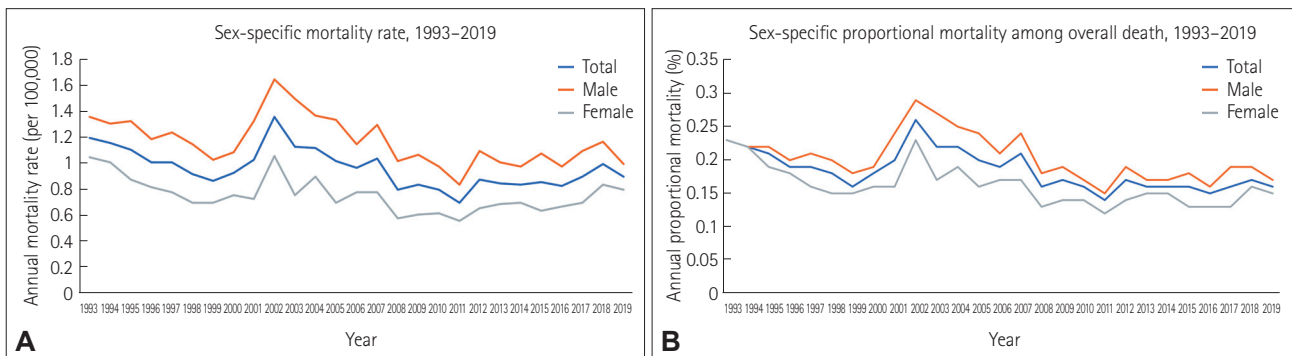 Sex-specific mortality rate, 1993–2019
Annual mortality rate (per 100,000)
1.8
1.6
1.4
1.2
1
0.8
0.6
0.4
0.2
0
Total
Male
Female
1993 1994 1995 1996 1997 1998 1999 2000 2001 2002 2003 2004 2005 2006 2007 2008 2009 2010 2011 2012 2013 2014 2015 2016 2017 2018 2019
Year
A
Sex-specific proportional mortality among overall death, 1993–2019
Annual proportional mortality (%)
0.35
0.3
0.25
0.2
0.15
0.1
0.05
0
Total
Male
Female
1993 1994 1995 1996 1997 1998 1999 2000 2001 2002 2003 2004 2005 2006 2007 2008 2009 2010 2011 2012 2013 2014 2015 2016 2017 2018 2019
Year
B